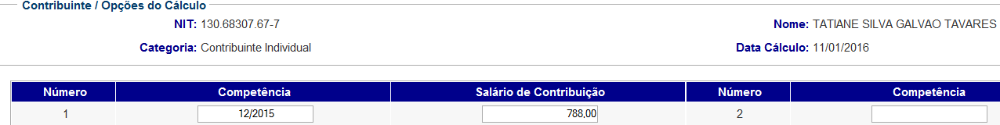 Contribuinte / Opções do Cálculo
NIT: 130.68307.67-7 Nome: TATIANE SILVA GALVAO TAVARES
Categoria: Contribuinte Individual Data Cálculo: 11/01/2016
Número Competência Salário de Contribuição Número Competência
1 12/2015 788,00 2